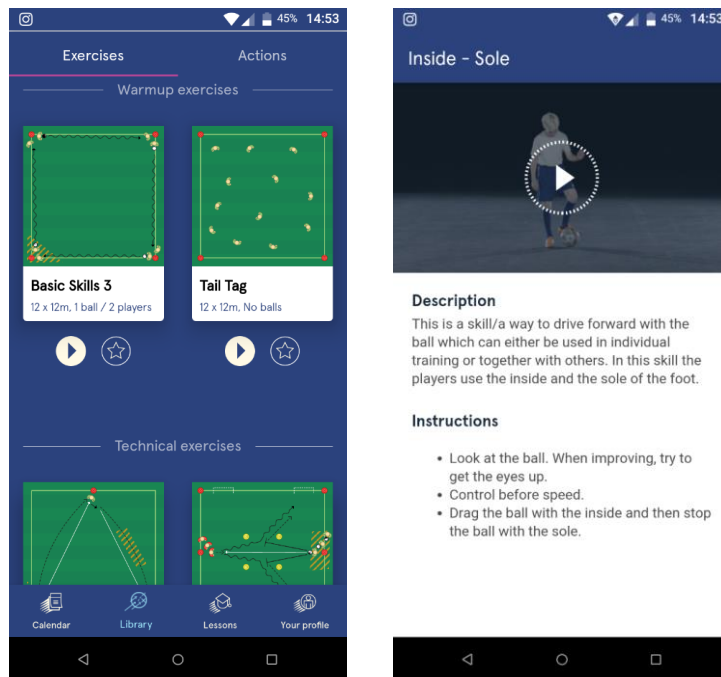 45% 14:53
Exercises Actions
Warmup exercises
Basic Skills 3
12 x 12m, 1 ball / 2 players
Tail Tag
12 x 12m, No balls
Technical exercises
Calendar Library Lessons Your profile
45% 14:53
Inside - Sole
Description
This is a skill/a way to drive forward with the
ball which can either be used in individual
training or together with others. In this skill the
players use the inside and the sole of the foot.
Instructions
• Look at the ball. When improving, try to
get the eyes up.
• Control before speed.
• Drag the ball with the inside and then stop
the ball with the sole.